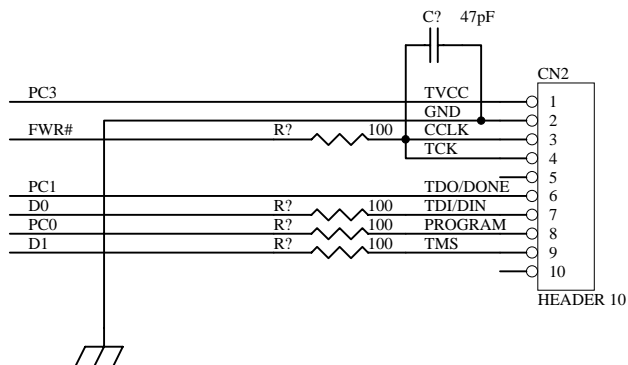 C? 47pF
CN2
PC3 TVCC 1
GND 2
FWR# R? 100 CCLK 3
TCK 4
5
PC1 TDO/DONE 6
D0 R? 100 TDI/DIN 7
PC0 R? 100 PROGRAM 8
D1 R? 100 TMS 9
10
HEADER 10